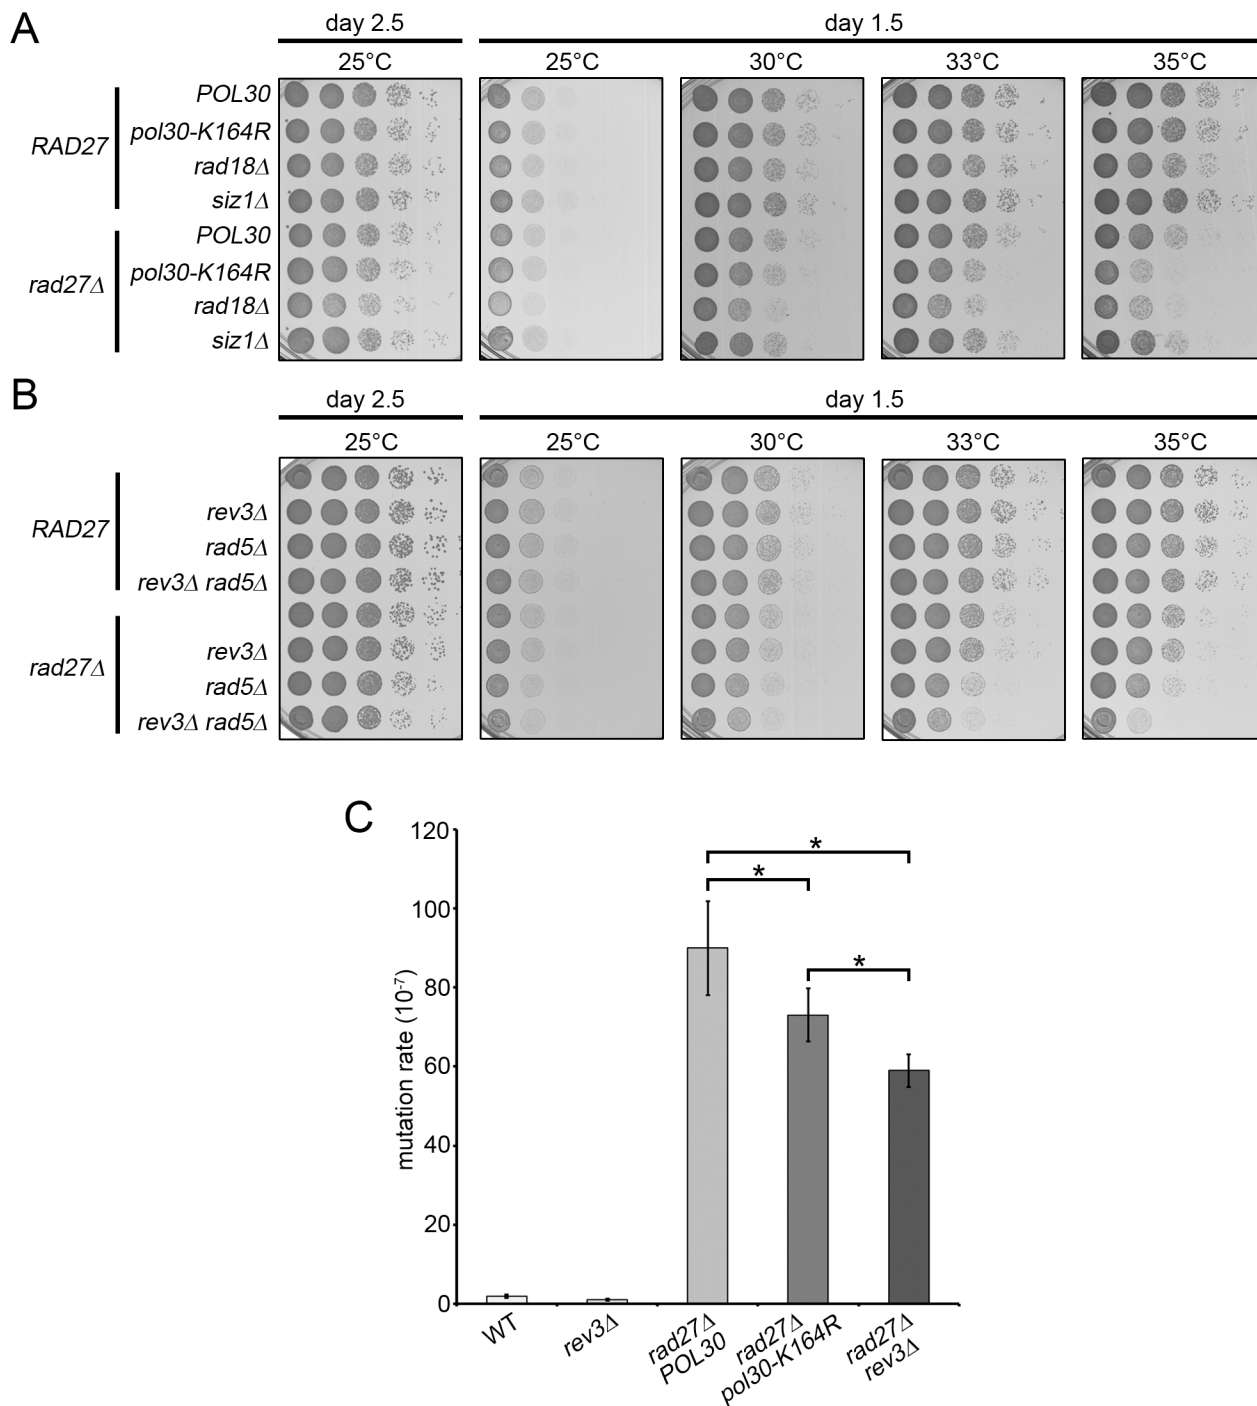 A
day 2.5
day 1.5
25°C
25°C
30°C
33°C
35°C
RAD27
POL30
pol30-K164R
rad18Δ
siz1Δ
rad27Δ
POL30
pol30-K164R
rad18Δ
siz1Δ
B
day 2.5
day 1.5
25°C
25°C
30°C
33°C
35°C
RAD27
rev3Δ
rad5Δ
rev3Δ rad5Δ
rad27Δ
rev3Δ
rad5Δ
rev3Δ rad5Δ
C
mutation rate (10⁻⁷)
120
100
80
60
40
20
0
*
*
*
WT
rev3Δ
rad27Δ
POL30
rad27Δ
pol30-K164R
rad27Δ
rev3Δ